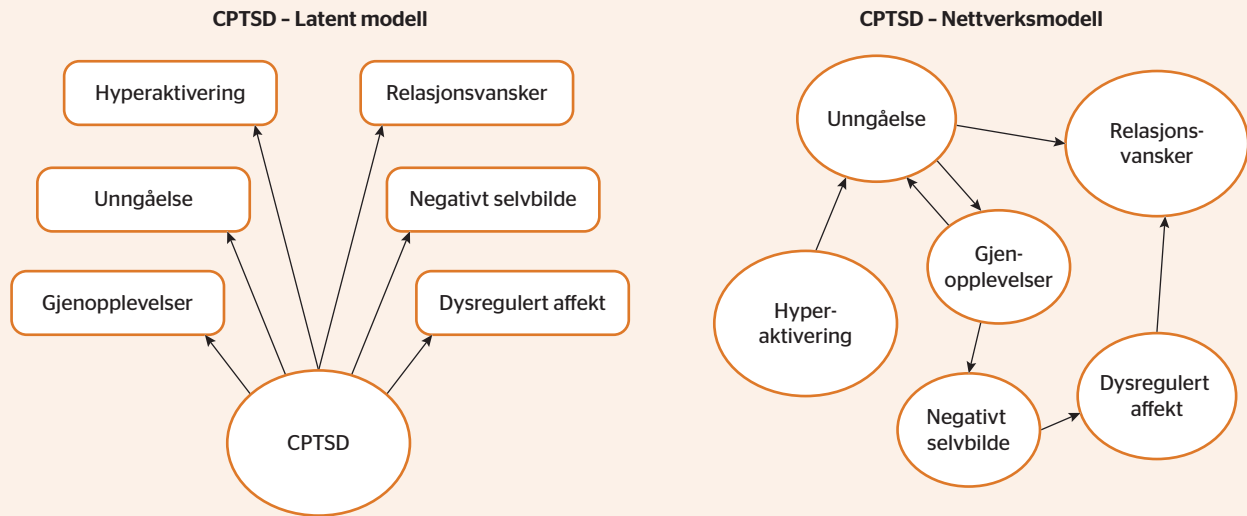 CPTSD – Latent modell
Hyperaktivering
Relasjonsvansker
Unngåelse
Negativt selvbilde
Gjenopplevelser
Dysregulert affekt
CPTSD
CPTSD – Nettverksmodell
Unngåelse
Relasjons-
vansker
Gjen-
opplevelser
Hyper-
aktivering
Dysregulert
affekt
Negativt
selvbilde